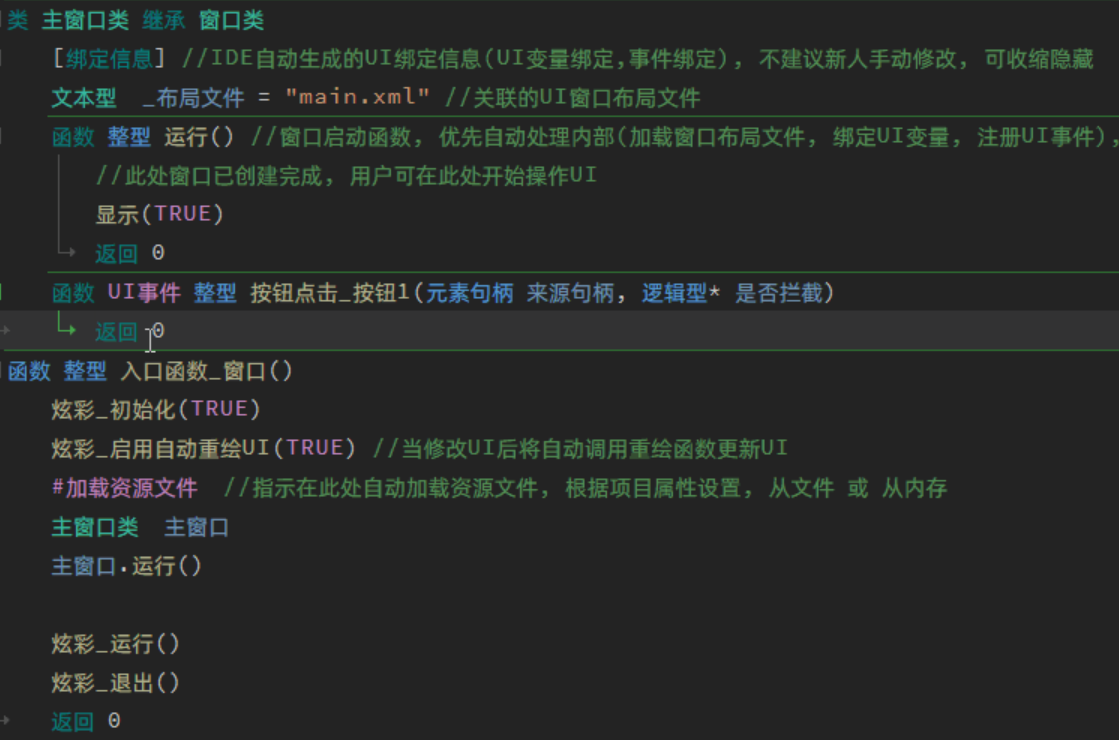 类 主窗口类 继承 窗口类
[绑定信息] //IDE自动生成的UI绑定信息(UI变量绑定,事件绑定), 不建议新人手动修改, 可收缩隐藏
文本型 _布局文件 = "main.xml" //关联的UI窗口布局文件
函数 整型 运行() //窗口启动函数, 优先自动处理内部(加载窗口布局文件, 绑定UI变量, 注册UI事件),
//此处窗口已创建完成, 用户可在此处开始操作UI
显示(TRUE)
返回 0
函数 UI事件 整型 按钮点击_按钮1(元素句柄 来源句柄, 逻辑型* 是否拦截)
返回 0
函数 整型 入口函数_窗口()
炫彩_初始化(TRUE)
炫彩_启用自动重绘UI(TRUE) //当修改UI后将自动调用重绘函数更新UI
#加载资源文件 //指示在此处自动加载资源文件, 根据项目属性设置, 从文件 或 从内存
主窗口类 主窗口
主窗口.运行()
炫彩_运行()
炫彩_退出()
返回 0